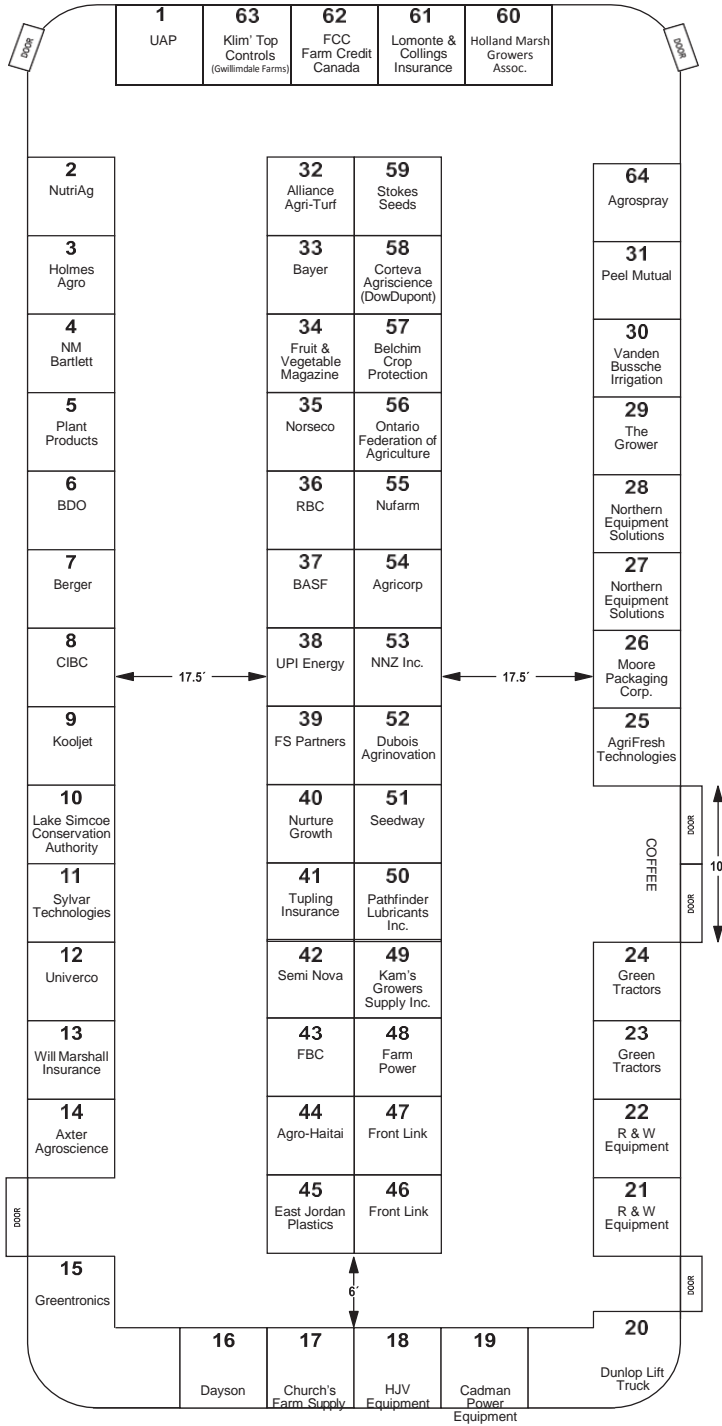 1
UAP
63
Klim' Top
Controls
(Gwillimdale Farms)
62
FCC
Farm Credit
Canada
61
Lomonte &
Collings
Insurance
60
Holland Marsh
Growers
Assoc.
DOOR
DOOR
2
NutriAg
3
Holmes
Agro
4
NM
Bartlett
5
Plant
Products
6
BDO
7
Berger
8
CIBC
9
Kooljet
10
Lake Simcoe
Conservation
Authority
11
Sylvar
Technologies
12
Univerco
13
Will Marshall
Insurance
14
Axter
Agroscience
DOOR
15
Greentronics
17.5´
32
Alliance
Agri-Turf
33
Bayer
34
Fruit &
Vegetable
Magazine
35
Norseco
36
RBC
37
BASF
38
UPI Energy
39
FS Partners
40
Nurture
Growth
41
Tupling
Insurance
42
Semi Nova
43
FBC
44
Agro-Haitai
45
East Jordan
Plastics
59
Stokes
Seeds
58
Corteva
Agriscience
(DowDupont)
57
Belchim
Crop
Protection
56
Ontario
Federation of
Agriculture
55
Nufarm
54
Agricorp
53
NNZ Inc.
52
Dubois
Agrinovation
51
Seedway
50
Pathfinder
Lubricants
Inc.
49
Kam's
Growers
Supply Inc.
48
Farm
Power
47
Front Link
46
Front Link
17.5´
64
Agrospray
31
Peel Mutual
30
Vanden
Bussche
Irrigation
29
The
Grower
28
Northern
Equipment
Solutions
27
Northern
Equipment
Solutions
26
Moore
Packaging
Corp.
25
AgriFresh
Technologies
COFFEE
DOOR
DOOR
10
24
Green
Tractors
23
Green
Tractors
22
R & W
Equipment
21
R & W
Equipment
DOOR
6´
16
Dayson
17
Church's
Farm Supply
18
HJV
Equipment
19
Cadman
Power
Equipment
20
Dunlop Lift
Truck